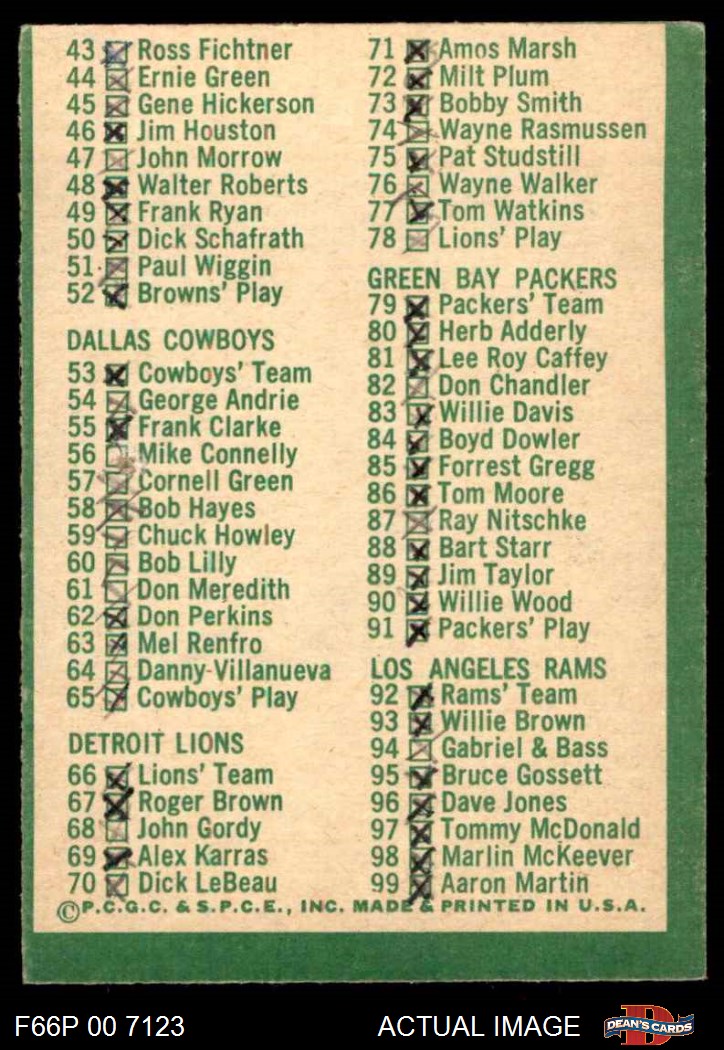 43 Ross Fichtner
44 Ernie Green
45 Gene Hickerson
46 Jim Houston
47 John Morrow
48 Walter Roberts
49 Frank Ryan
50 Dick Schafrath
51 Paul Wiggin
52 Browns' Play
DALLAS COWBOYS
53 Cowboys' Team
54 George Andrie
55 Frank Clarke
56 Mike Connelly
57 Cornell Green
58 Bob Hayes
59 Chuck Howley
60 Bob Lilly
61 Don Meredith
62 Don Perkins
63 Mel Renfro
64 Danny Villanueva
65 Cowboys' Play
DETROIT LIONS
66 Lions' Team
67 Roger Brown
68 John Gordy
69 Alex Karras
70 Dick LeBeau
71 Amos Marsh
72 Milt Plum
73 Bobby Smith
74 Wayne Rasmussen
75 Pat Studstill
76 Wayne Walker
77 Tom Watkins
78 Lions' Play
GREEN BAY PACKERS
79 Packers' Team
80 Herb Adderly
81 Lee Roy Caffey
82 Don Chandler
83 Willie Davis
84 Boyd Dowler
85 Forrest Gregg
86 Tom Moore
87 Ray Nitschke
88 Bart Starr
89 Jim Taylor
90 Willie Wood
91 Packers' Play
LOS ANGELES RAMS
92 Rams' Team
93 Willie Brown
94 Gabriel & Bass
95 Bruce Gossett
96 Dave Jones
97 Tommy McDonald
98 Marlin McKeever
99 Aaron Martin
©P.C.G.C. & S.P.C.E., INC. MADE & PRINTED IN U.S.A.
F66P 00 7123 ACTUAL IMAGE
DEAN'S CARDS